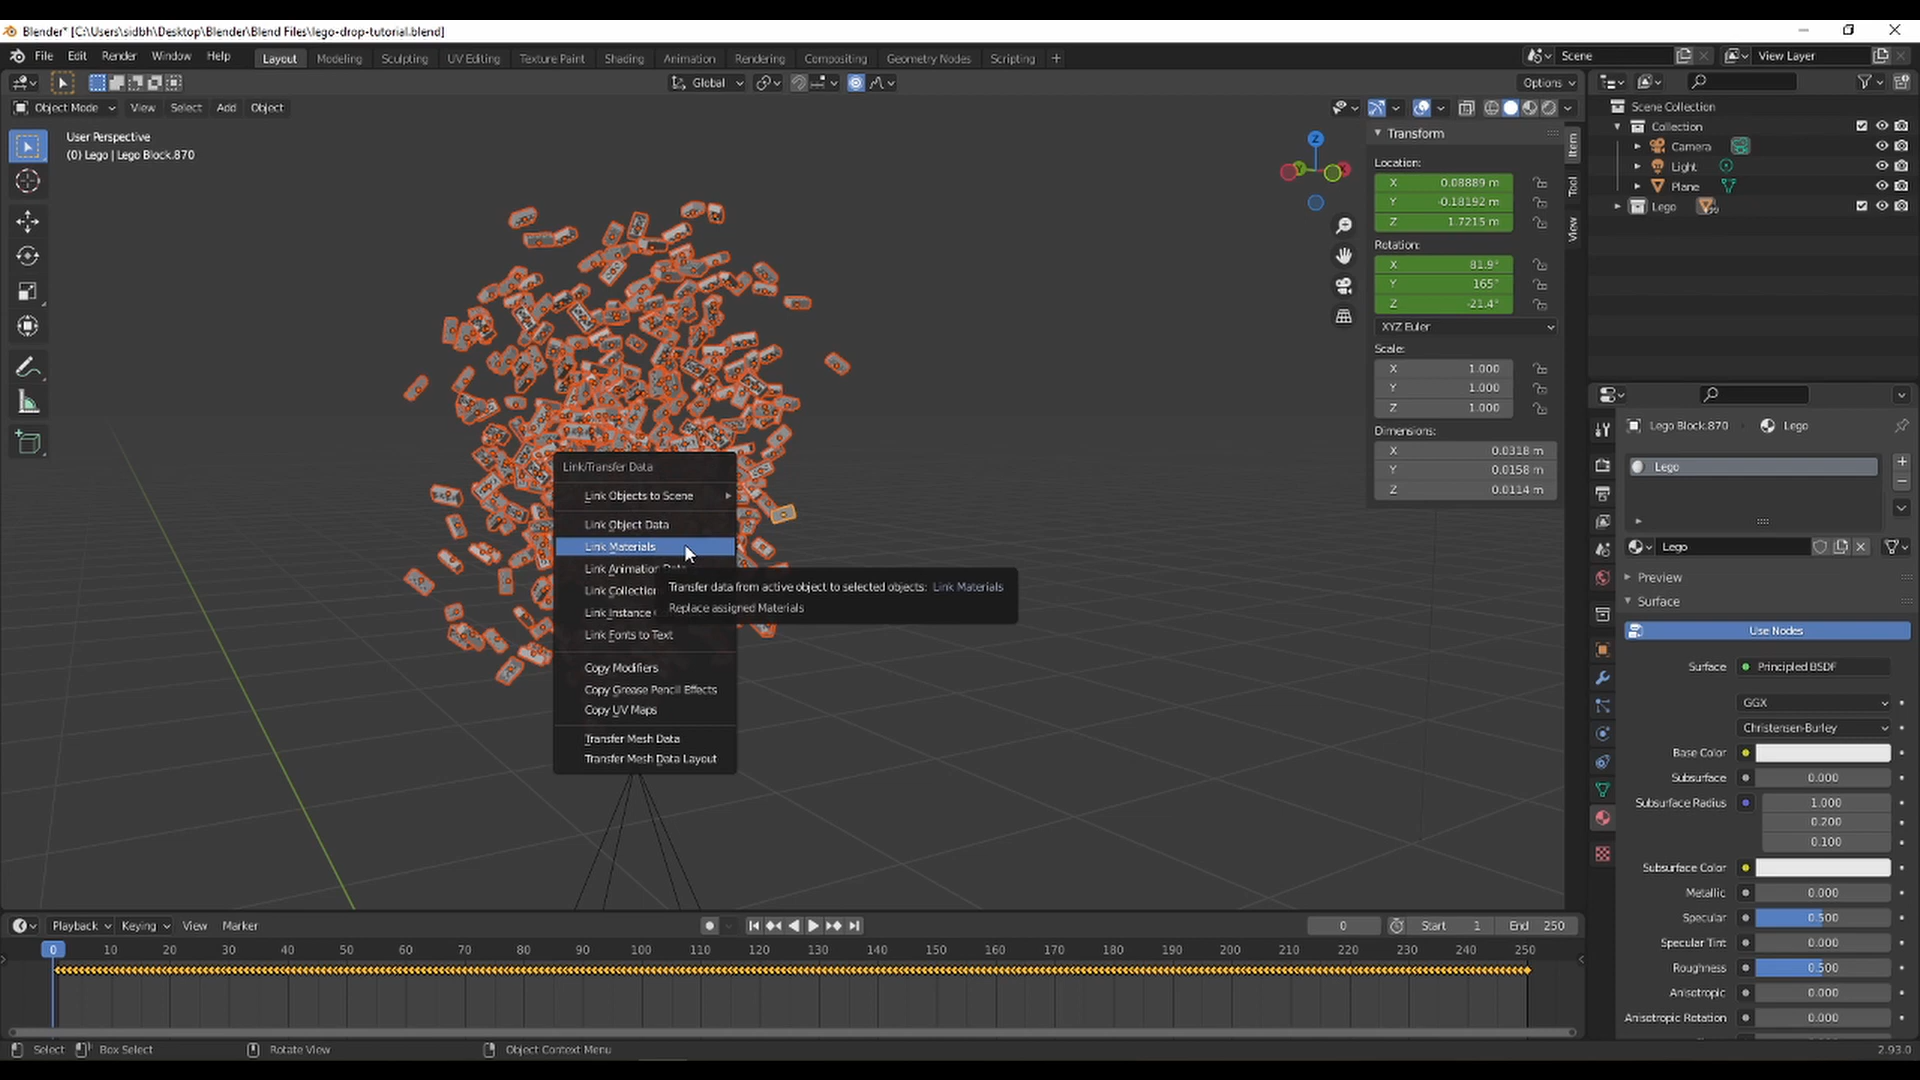 Blender* [C:\Users\sidbh\Desktop\Blender\Blend Files\lego-drop-tutorial.blend]
File Edit Render Window Help Layout Modeling Sculpting UV Editing Texture Paint Shading Animation Rendering Compositing Geometry Nodes Scripting + Scene View Layer
Global Options
Object Mode View Select Add Object
User Perspective
(0) Lego | Lego Block.870
Z
Y
Transform
Location:
X 0.08889 m
Y -0.18192 m
Z 1.7215 m
Rotation:
X 81.9°
Y 165°
Z -21.4°
XYZ Euler
Scale:
X 1.000
Y 1.000
Z 1.000
Dimensions:
X 0.0318 m
Y 0.0158 m
Z 0.0114 m
Item
Tool
View
Scene Collection
Collection
Camera
Light
Plane
Lego
Link/Transfer Data
Link Objects to Scene
Link Object Data
Link Materials
Link Animation Data
Link Collection
Link Instance
Link Fonts to Text
Copy Modifiers
Copy Grease Pencil Effects
Copy UV Maps
Transfer Mesh Data
Transfer Mesh Data Layout
Transfer data from active object to selected objects: Link Materials
Replace assigned Materials
Lego Block.870 Lego
Lego
Lego
Preview
Surface
Use Nodes
Surface Principled BSDF
GGX
Christensen-Burley
Base Color
Subsurface 0.000
Subsurface Radius 1.000
0.200
0.100
Subsurface Color
Metallic 0.000
Specular 0.500
Specular Tint 0.000
Roughness 0.500
Anisotropic 0.000
Anisotropic Rotation 0.000
Playback Keying View Marker 0 Start 1 End 250
0 10 20 30 40 50 60 70 80 90 100 110 120 130 140 150 160 170 180 190 200 210 220 230 240 250
Select Box Select Rotate View Object Context Menu 2.93.0